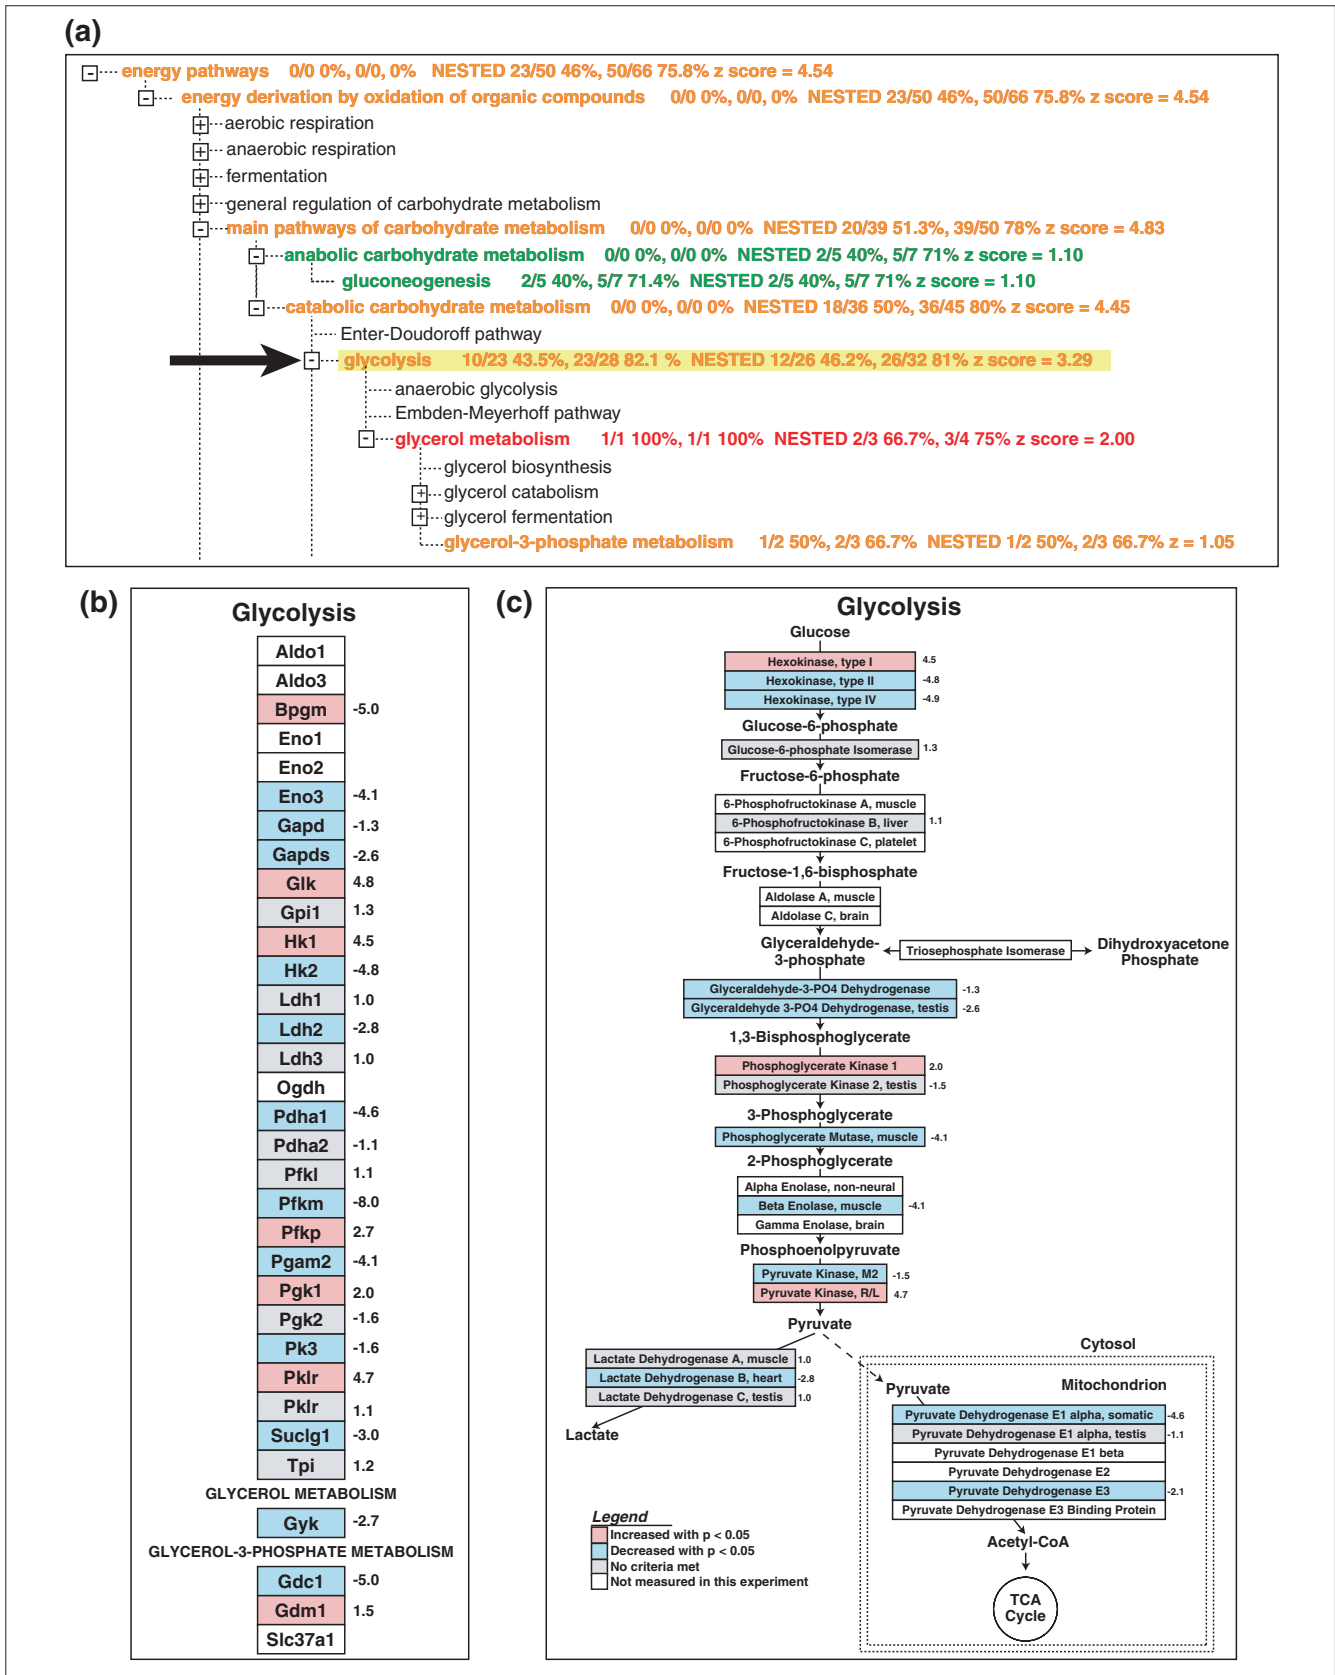 (a)
- energy pathways 0/0 0%, 0/0, 0% NESTED 23/50 46%, 50/66 75.8% z score = 4.54
- energy derivation by oxidation of organic compounds 0/0 0%, 0/0, 0% NESTED 23/50 46%, 50/66 75.8% z score = 4.54
+ aerobic respiration
+ anaerobic respiration
+ fermentation
+ general regulation of carbohydrate metabolism
- main pathways of carbohydrate metabolism 0/0 0%, 0/0 0% NESTED 20/39 51.3%, 39/50 78% z score = 4.83
- anabolic carbohydrate metabolism 0/0 0%, 0/0 0% NESTED 2/5 40%, 5/7 71% z score = 1.10
gluconeogenesis 2/5 40%, 5/7 71.4% NESTED 2/5 40%, 5/7 71% z score = 1.10
- catabolic carbohydrate metabolism 0/0 0%, 0/0 0% NESTED 18/36 50%, 36/45 80% z score = 4.45
Enter-Doudoroff pathway
- glycolysis 10/23 43.5%, 23/28 82.1 % NESTED 12/26 46.2%, 26/32 81% z score = 3.29
anaerobic glycolysis
Embden-Meyerhoff pathway
- glycerol metabolism 1/1 100%, 1/1 100% NESTED 2/3 66.7%, 3/4 75% z score = 2.00
glycerol biosynthesis
+ glycerol catabolism
+ glycerol fermentation
glycerol-3-phosphate metabolism 1/2 50%, 2/3 66.7% NESTED 1/2 50%, 2/3 66.7% z = 1.05
(b)
Glycolysis
Aldo1
Aldo3
Bpgm -5.0
Eno1
Eno2
Eno3 -4.1
Gapd -1.3
Gapds -2.6
Glk 4.8
Gpi1 1.3
Hk1 4.5
Hk2 -4.8
Ldh1 1.0
Ldh2 -2.8
Ldh3 1.0
Ogdh
Pdha1 -4.6
Pdha2 -1.1
Pfkl 1.1
Pfkm -8.0
Pfkp 2.7
Pgam2 -4.1
Pgk1 2.0
Pgk2 -1.6
Pk3 -1.6
Pklr 4.7
Pklr 1.1
Suclg1 -3.0
Tpi 1.2
GLYCEROL METABOLISM
Gyk -2.7
GLYCEROL-3-PHOSPHATE METABOLISM
Gdc1 -5.0
Gdm1 1.5
Slc37a1
(c)
Glycolysis
Glucose
Hexokinase, type I 4.5
Hexokinase, type II -4.8
Hexokinase, type IV -4.9
Glucose-6-phosphate
Glucose-6-phosphate Isomerase 1.3
Fructose-6-phosphate
6-Phosphofructokinase A, muscle
6-Phosphofructokinase B, liver 1.1
6-Phosphofructokinase C, platelet
Fructose-1,6-bisphosphate
Aldolase A, muscle
Aldolase C, brain
Glyceraldehyde-
3-phosphate
Triosephosphate Isomerase
Dihydroxyacetone
Phosphate
Glyceraldehyde-3-PO4 Dehydrogenase -1.3
Glyceraldehyde 3-PO4 Dehydrogenase, testis -2.6
1,3-Bisphosphoglycerate
Phosphoglycerate Kinase 1 2.0
Phosphoglycerate Kinase 2, testis -1.5
3-Phosphoglycerate
Phosphoglycerate Mutase, muscle -4.1
2-Phosphoglycerate
Alpha Enolase, non-neural
Beta Enolase, muscle -4.1
Gamma Enolase, brain
Phosphoenolpyruvate
Pyruvate Kinase, M2 -1.5
Pyruvate Kinase, R/L 4.7
Pyruvate
Lactate Dehydrogenase A, muscle 1.0
Lactate Dehydrogenase B, heart -2.8
Lactate Dehydrogenase C, testis 1.0
Lactate
Cytosol
Mitochondrion
Pyruvate
Pyruvate Dehydrogenase E1 alpha, somatic -4.6
Pyruvate Dehydrogenase E1 alpha, testis -1.1
Pyruvate Dehydrogenase E1 beta
Pyruvate Dehydrogenase E2
Pyruvate Dehydrogenase E3 -2.1
Pyruvate Dehydrogenase E3 Binding Protein
Acetyl-CoA
TCA
Cycle
Legend
Increased with p < 0.05
Decreased with p < 0.05
No criteria met
Not measured in this experiment